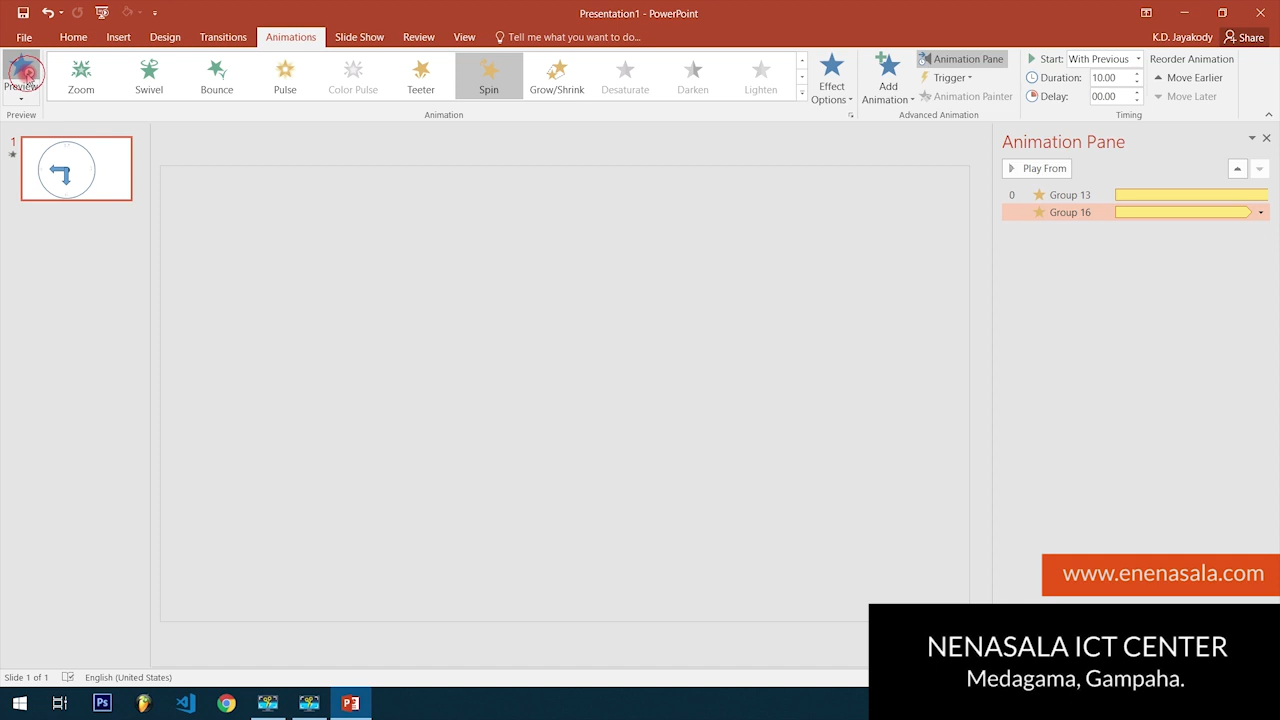 Presentation1 - PowerPoint
File Home Insert Design Transitions Animations Slide Show Review View Tell me what you want to do... K.D. Jayakody Share
Preview Zoom Swivel Bounce Pulse Color Pulse Teeter Spin Grow/Shrink Desaturate Darken Lighten
Effect Options
Add Animation
Animation Pane
Trigger
Animation Painter
Start: With Previous
Duration: 10.00
Delay: 00.00
Reorder Animation
Move Earlier
Move Later
Preview Animation Advanced Animation Timing
1
Animation Pane
Play From
0 Group 13
Group 16
www.enenasala.com
NENASALA ICT CENTER
Medagama, Gampaha.
Slide 1 of 1 English (United States)